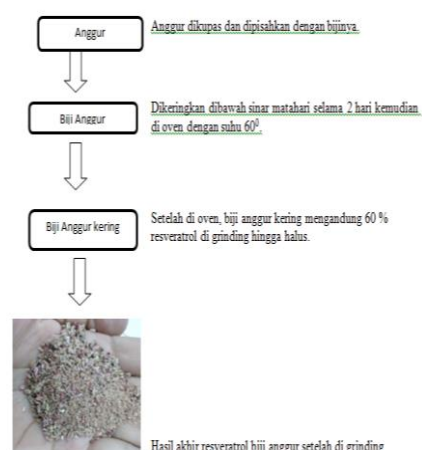 Anggur
Anggur dikupas dan dipisahkan dengan bijinya.
Biji Anggur
Dikeringkan dibawah sinar matahari selama 2 hari kemudian
di oven dengan suhu 60⁰.
Biji Anggur kering
Setelah di oven, biji anggur kering mengandung 60 %
resveratrol di grinding hingga halus.
Hasil akhir resveratrol biji anggur setelah di grinding